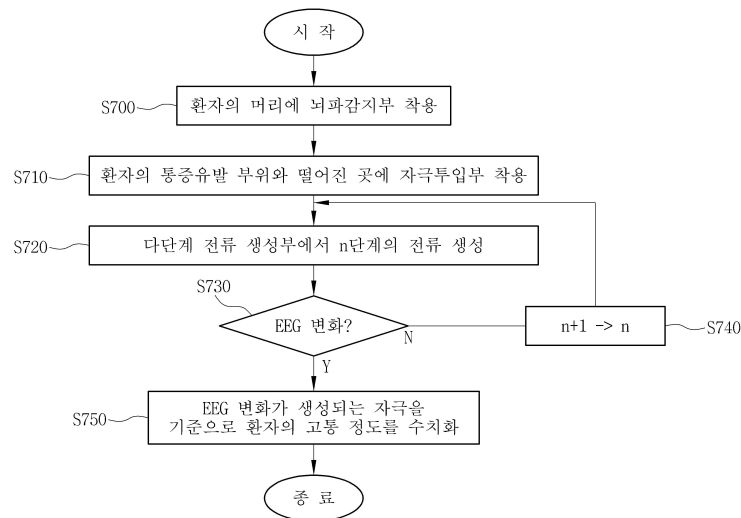 시 작
S700
환자의 머리에 뇌파감지부 착용
S710
환자의 통증유발 부위와 떨어진 곳에 자극투입부 착용
S720
다단계 전류 생성부에서 n단계의 전류 생성
S730
EEG 변화?
N
n+1 -> n
S740
Y
S750
EEG 변화가 생성되는 자극을
기준으로 환자의 고통 정도를 수치화
종 료